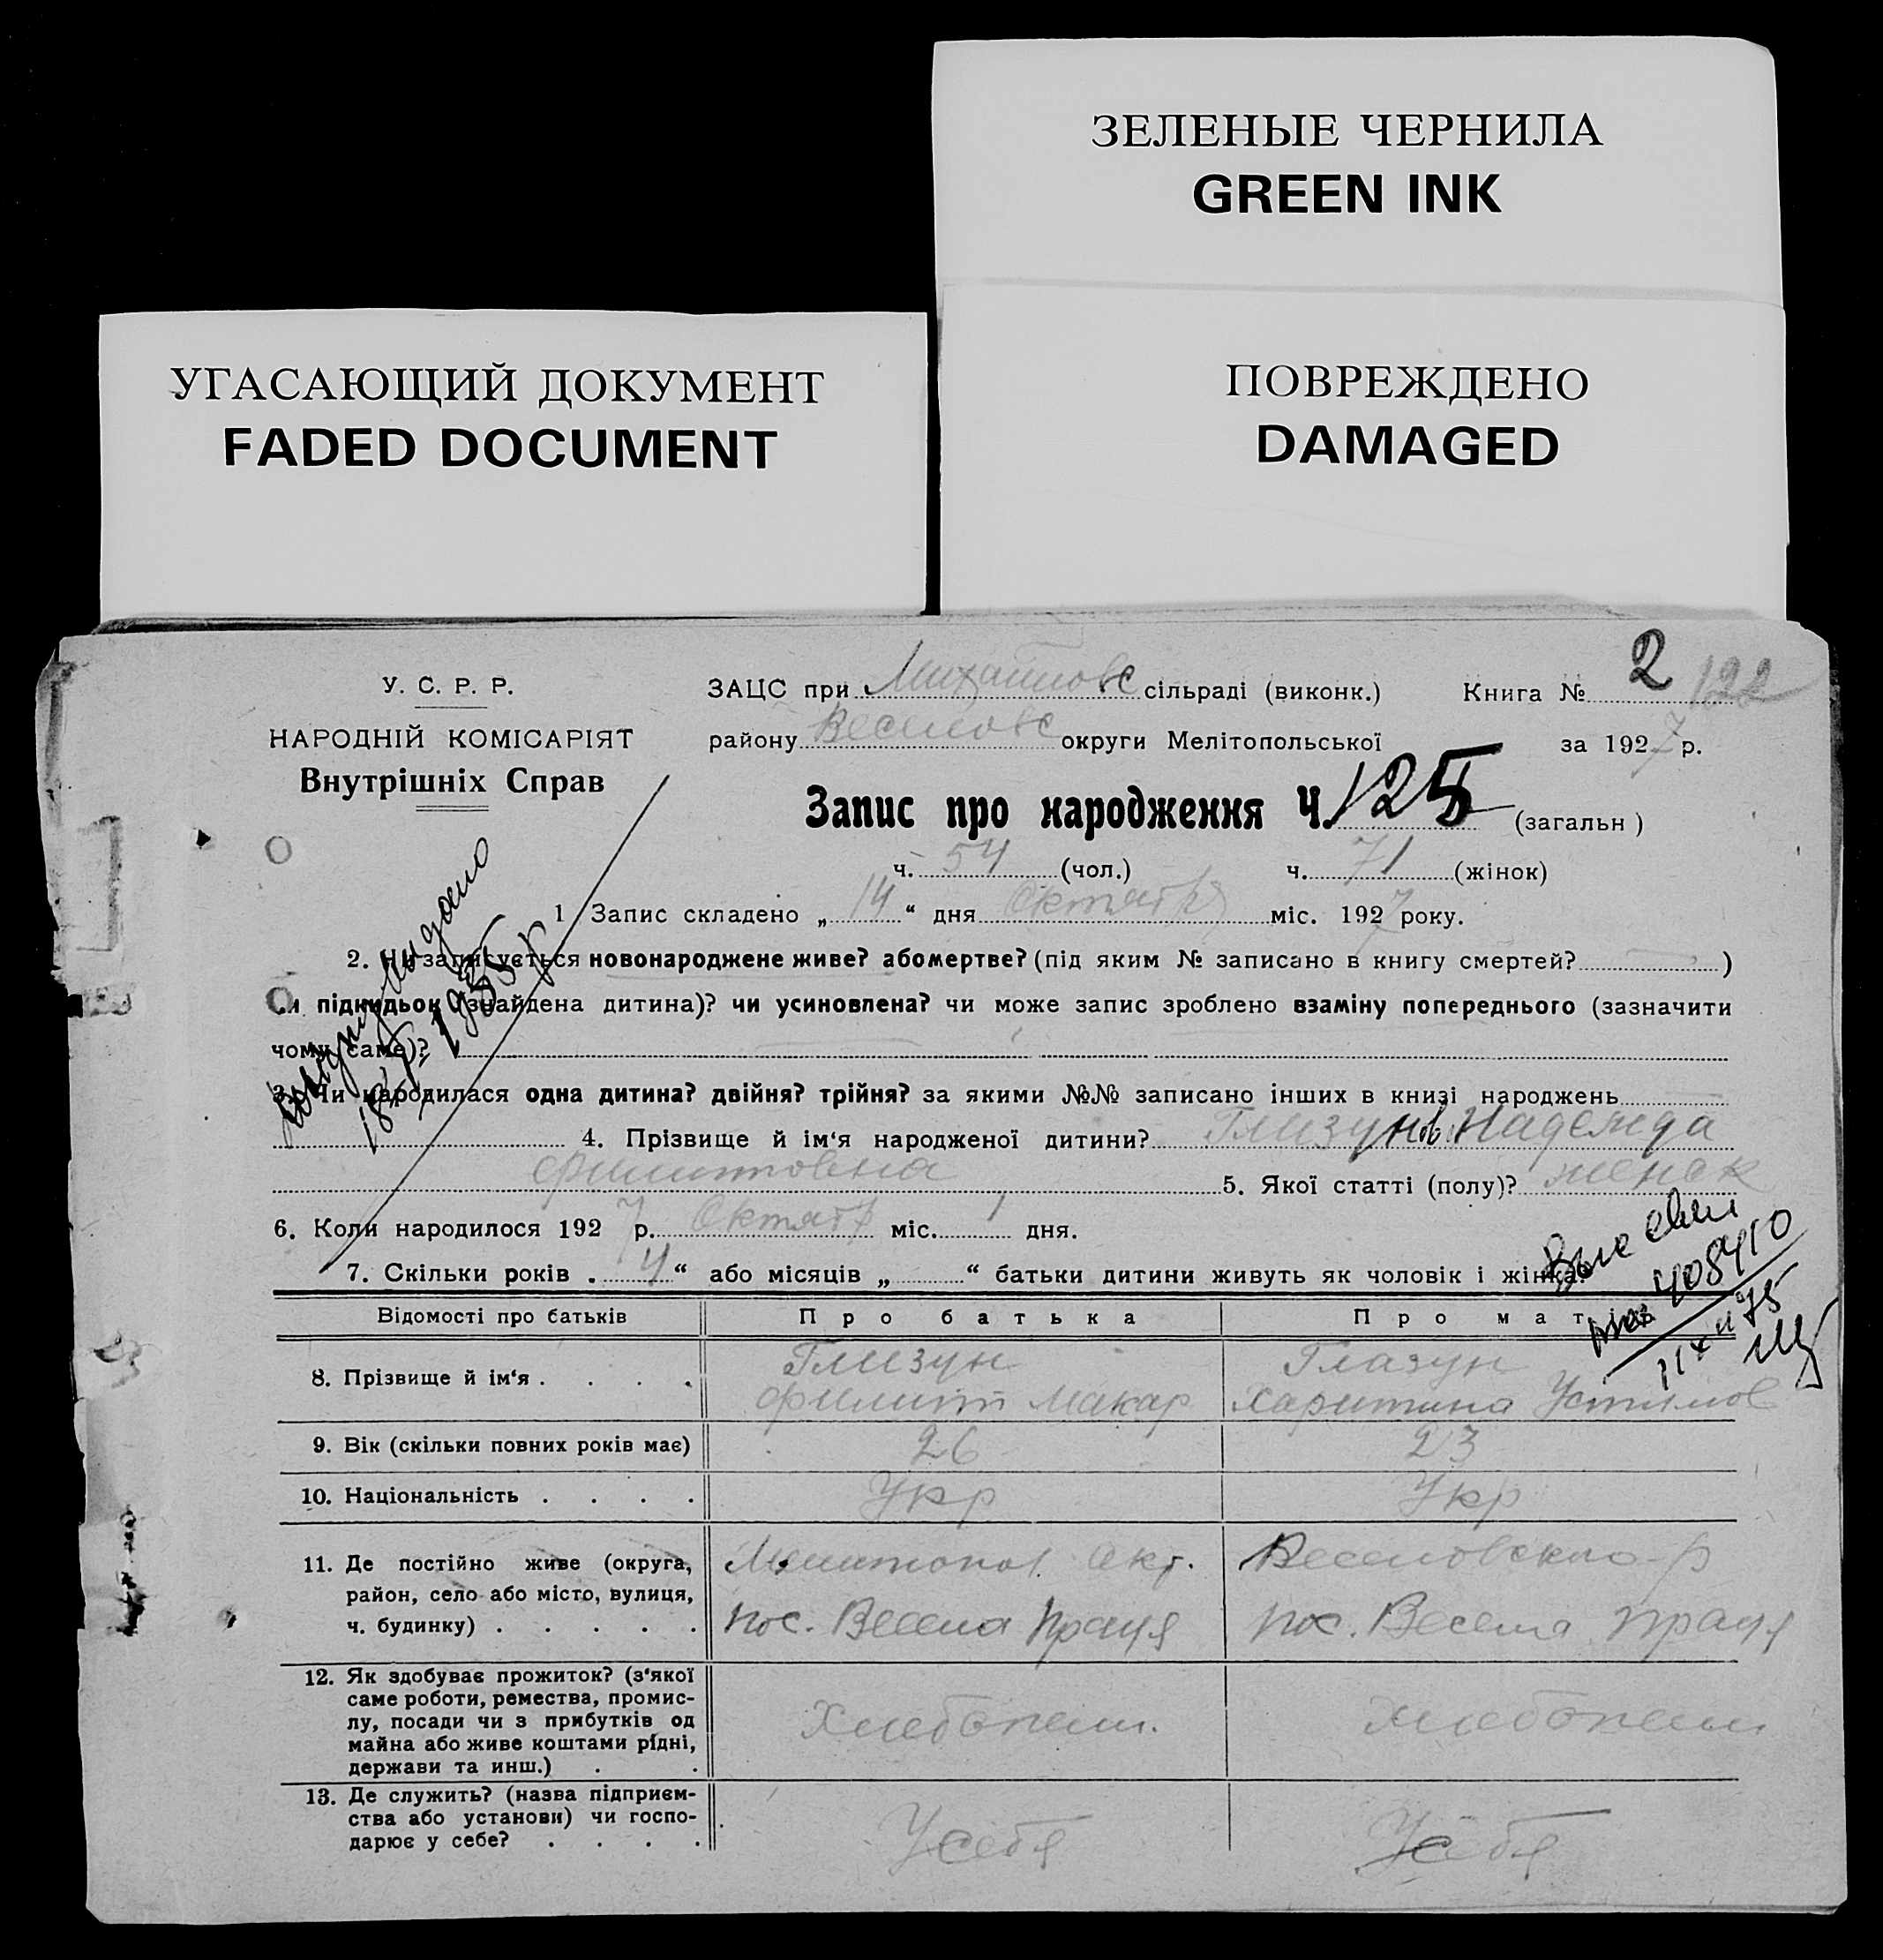 ЗЕЛЕНЫЕ ЧЕРНИЛА
GREEN INK
УГАСАЮЩИЙ ДОКУМЕНТ
FADED DOCUMENT
ПОВРЕЖДЕНО
DAMAGED
У. С. Р. Р.
НАРОДНІЙ КОМІСАРІЯТ
Внутрішніх Справ
ЗАЦС при Михайловс сільраді (виконк.) Книга № 2 122
району Веселовс округи Мелітопольської за 1927 р.
Запис про народження Ч. 125 (загальн)
ч. 54 (чол.) ч. 71 (жінок)
1 Запис складено „14“ дня Октября міс. 1927 року.
2. Чи записується новонароджене живе? або мертве? (під яким № записано в книгу смертей? )
Чи підкидьок (знайдена дитина)? чи усиновлена? чи може запис зроблено взаміну попереднього (зазначити
чому саме)?
3. Чи народилася одна дитина? двійня? трійня? за якими №№ записано інших в книзі народжень
4. Прізвище й ім‘я народженої дитини? Глизунов Надежда
Филипповна 5. Якої статті (полу)? женск
6. Коли народилося 1927 р. Октябр міс. 1 дня.
7. Скільки років „4“ або місяців „ “ батьки дитини живуть як чоловік і жінка?
выдано
1935
408410
Відомості про батьків Про батька Про матір
8. Прізвище й ім‘я . . . . Глизун Глазун
Филипп Макар Харитина Устимов
9. Вік (скільки повних років має) 26 23
10. Національність . . . . Укр Укр
11. Де постійно живе (округа,
район, село або місто, вулиця,
ч. будинку) . . . . .
Мелитопол. Окр. Веселовского р
пос. Весела Праця пос. Весела праця
12. Як здобуває прожиток? (з‘якої
саме роботи, ремества, промис-
лу, посади чи з прибутків од
майна або живе коштами рідні,
держави та инш.) . .
Хлебопаш. хлебопаш
13. Де служить? (назва підприєм-
ства або установи) чи госпо-
дарює у себе? . . . .
У себя У себя